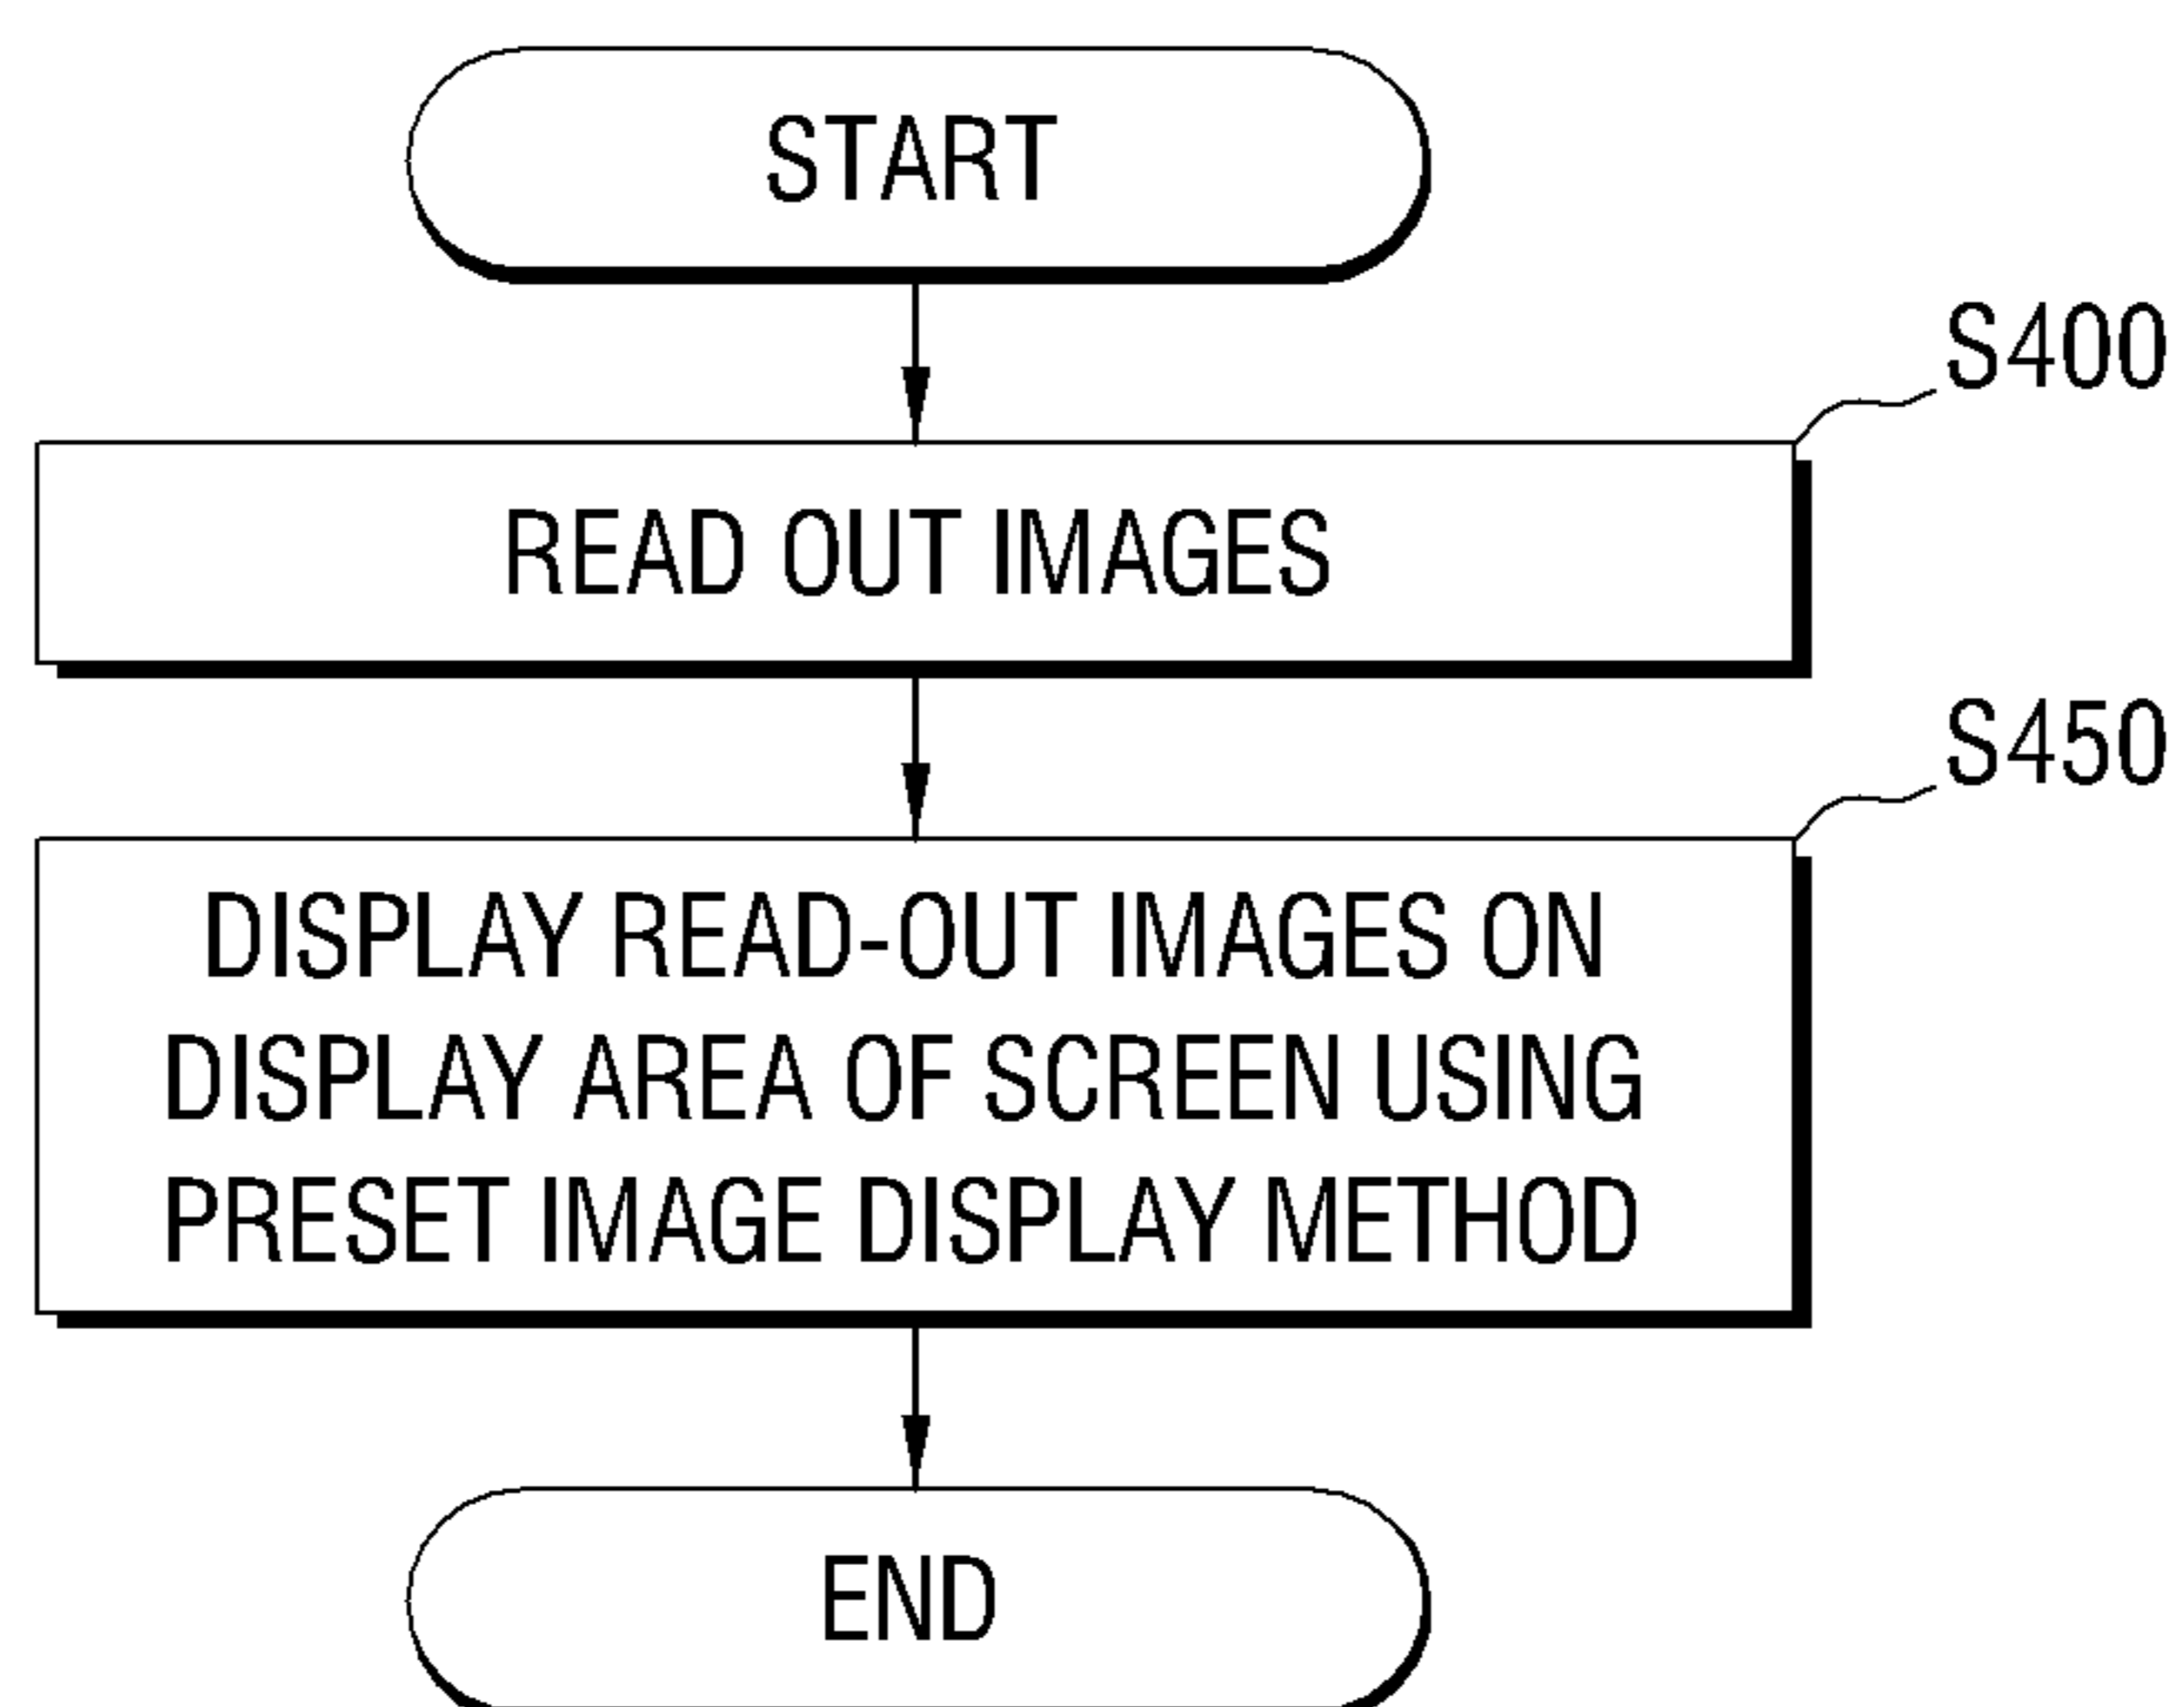 START
S400
READ OUT IMAGES
S450
DISPLAY READ-OUT IMAGES ON
DISPLAY AREA OF SCREEN USING
PRESET IMAGE DISPLAY METHOD
END